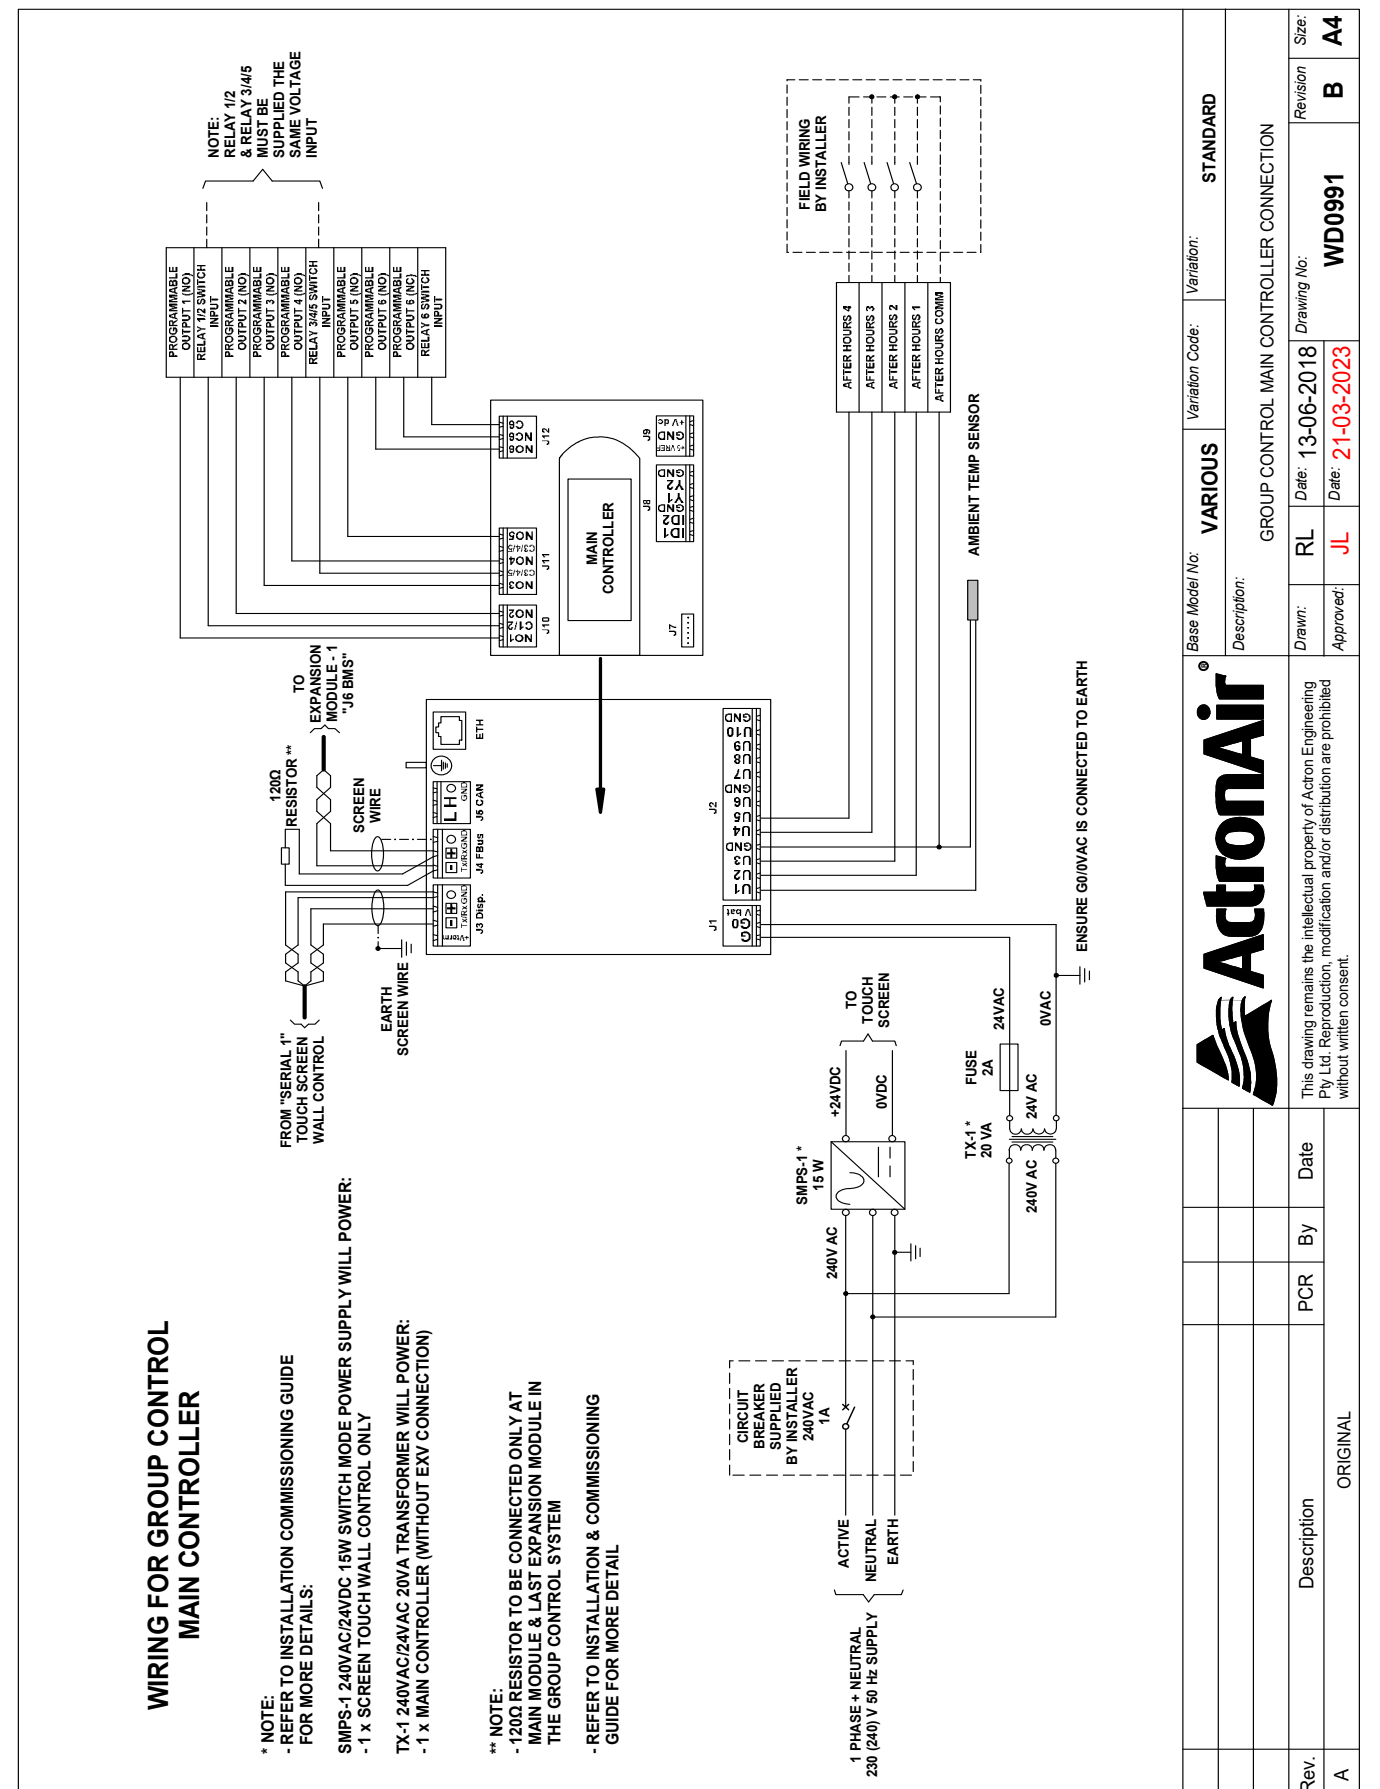 WIRING FOR GROUP CONTROL
MAIN CONTROLLER
* NOTE:
- REFER TO INSTALLATION COMMISSIONING GUIDE
FOR MORE DETAILS:
SMPS-1 240VAC/24VDC 15W SWITCH MODE POWER SUPPLY WILL POWER:
- 1 x SCREEN TOUCH WALL CONTROL ONLY
TX-1 240VAC/24VAC 20VA TRANSFORMER WILL POWER:
- 1 x MAIN CONTROLLER (WITHOUT EXV CONNECTION)
** NOTE:
- 120Ω RESISTOR TO BE CONNECTED ONLY AT
MAIN MODULE & LAST EXPANSION MODULE IN
THE GROUP CONTROL SYSTEM
- REFER TO INSTALLATION & COMMISSIONING
GUIDE FOR MORE DETAIL
FROM "SERIAL 1"
TOUCH SCREEN
WALL CONTROL
EARTH
SCREEN WIRE
120Ω
RESISTOR **
SCREEN
WIRE
TO
EXPANSION
MODULE - 1
"J6 BMS"
PROGRAMMABLE
OUTPUT 1 (NO)
RELAY 1/2 SWITCH
INPUT
PROGRAMMABLE
OUTPUT 2 (NO)
PROGRAMMABLE
OUTPUT 3 (NO)
PROGRAMMABLE
OUTPUT 4 (NO)
RELAY 3/4/5 SWITCH
INPUT
PROGRAMMABLE
OUTPUT 5 (NO)
PROGRAMMABLE
OUTPUT 6 (NO)
PROGRAMMABLE
OUTPUT 6 (NC)
RELAY 6 SWITCH
INPUT
NOTE:
RELAY 1/2
& RELAY 3/4/5
MUST BE
SUPPLIED THE
SAME VOLTAGE
INPUT
+Vterm
Tx/Rx GND
J3 Disp.
Tx/Rx GND
J4 FBus
L H
GND
J5 CAN
ETH
NO1
C1/2
NO2
J10
NO3
C3/4/5
NO4
C3/4/5
NO5
J11
NO6
NC6
C6
J12
MAIN
CONTROLLER
J7
ID1
ID2
GND
Y1
Y2
GND
J8
+5 VREF
GND
+V dc
J9
G
G0
V bat
J1
U1
U2
U3
GND
U4
U5
U6
GND
U7
U8
U9
U10
GND
J2
CIRCUIT
BREAKER
SUPPLIED
BY INSTALLER
240VAC
1A
ACTIVE
NEUTRAL
EARTH
1 PHASE + NEUTRAL
230 (240) V 50 Hz SUPPLY
240V AC
SMPS-1 *
15 W
+24VDC
0VDC
TO
TOUCH
SCREEN
TX-1 *
20 VA
240V AC
24V AC
FUSE
2A
24VAC
0VAC
ENSURE G0/0VAC IS CONNECTED TO EARTH
AMBIENT TEMP SENSOR
AFTER HOURS 4
AFTER HOURS 3
AFTER HOURS 2
AFTER HOURS 1
AFTER HOURS COMM
FIELD WIRING
BY INSTALLER
Rev.
Description
PCR
By
Date
A
ORIGINAL
ActronAir®
This drawing remains the intellectual property of Actron Engineering
Pty Ltd. Reproduction, modification and/or distribution are prohibited
without written consent.
Base Model No:
VARIOUS
Variation Code:
Variation:
STANDARD
Description:
GROUP CONTROL MAIN CONTROLLER CONNECTION
Drawn:
RL
Date:
13-06-2018
Approved:
JL
Date:
21-03-2023
Drawing No:
WD0991
Revision
B
Size:
A4